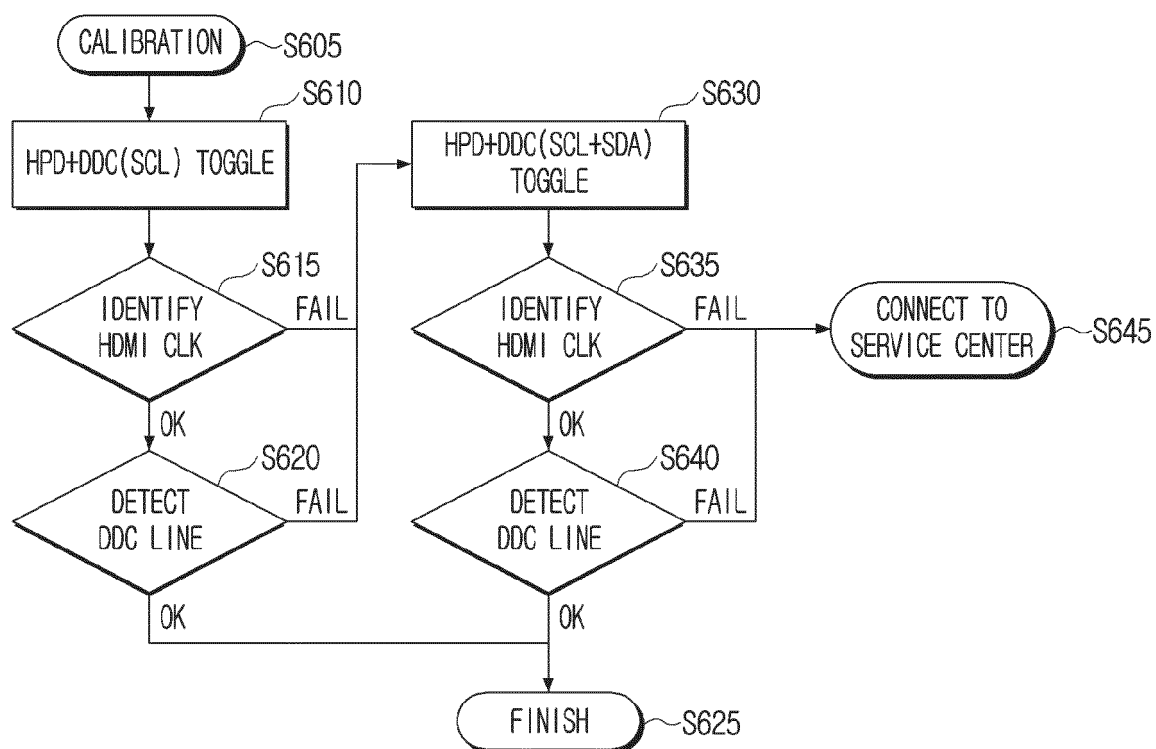 CALIBRATION
S605
S610
HPD+DDC(SCL) TOGGLE
S615
IDENTIFY
HDMI CLK
FAIL
OK
S620
DETECT
DDC LINE
FAIL
OK
S630
HPD+DDC(SCL+SDA)
TOGGLE
S635
IDENTIFY
HDMI CLK
FAIL
OK
S640
DETECT
DDC LINE
FAIL
OK
CONNECT TO
SERVICE CENTER
S645
FINISH
S625